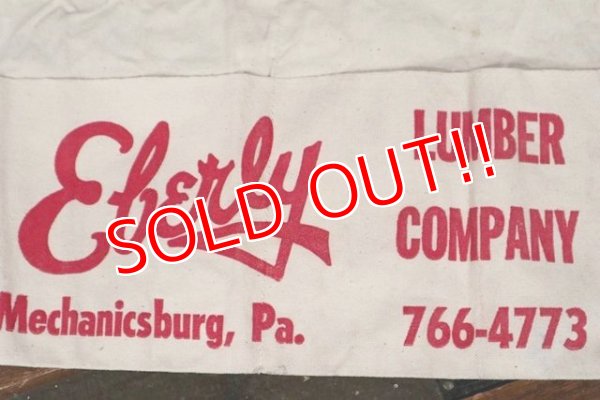 Eberly
LUMBER
COMPANY
Mechanicsburg, Pa.
766-4773
SOLD OUT!!